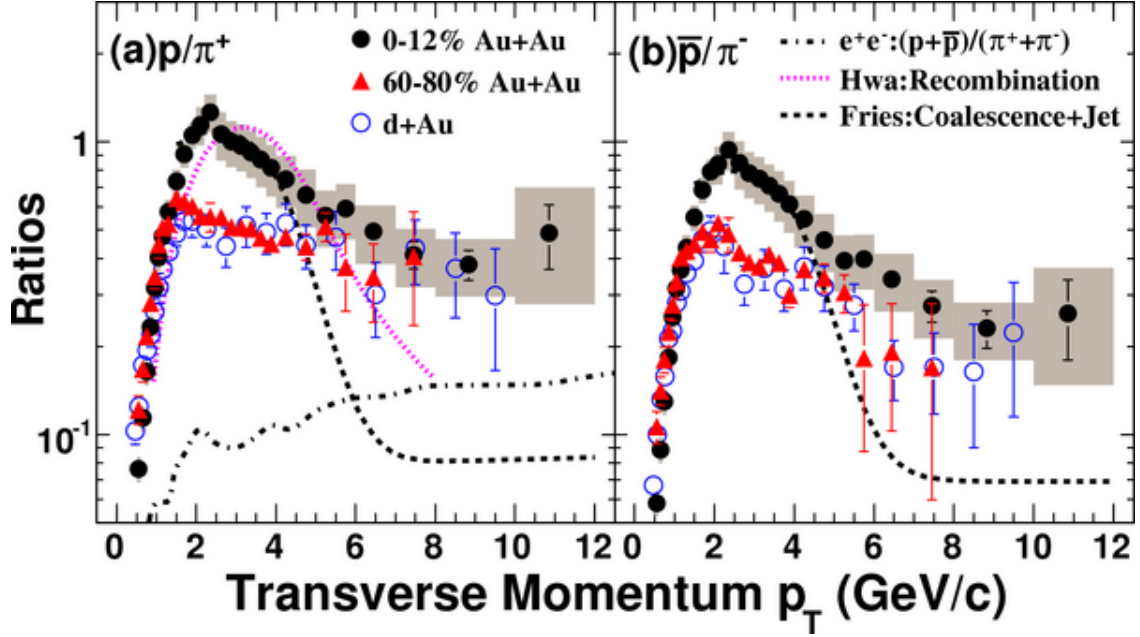 (a)p/π⁺
0-12% Au+Au
60-80% Au+Au
d+Au
(b)p̅/π⁻
e⁺e⁻:(p+p̅)/(π⁺+π⁻)
Hwa:Recombination
Fries:Coalescence+Jet
Ratios
1
10⁻¹
0 2 4 6 8 10 12
0 2 4 6 8 10 12
Transverse Momentum p_T (GeV/c)